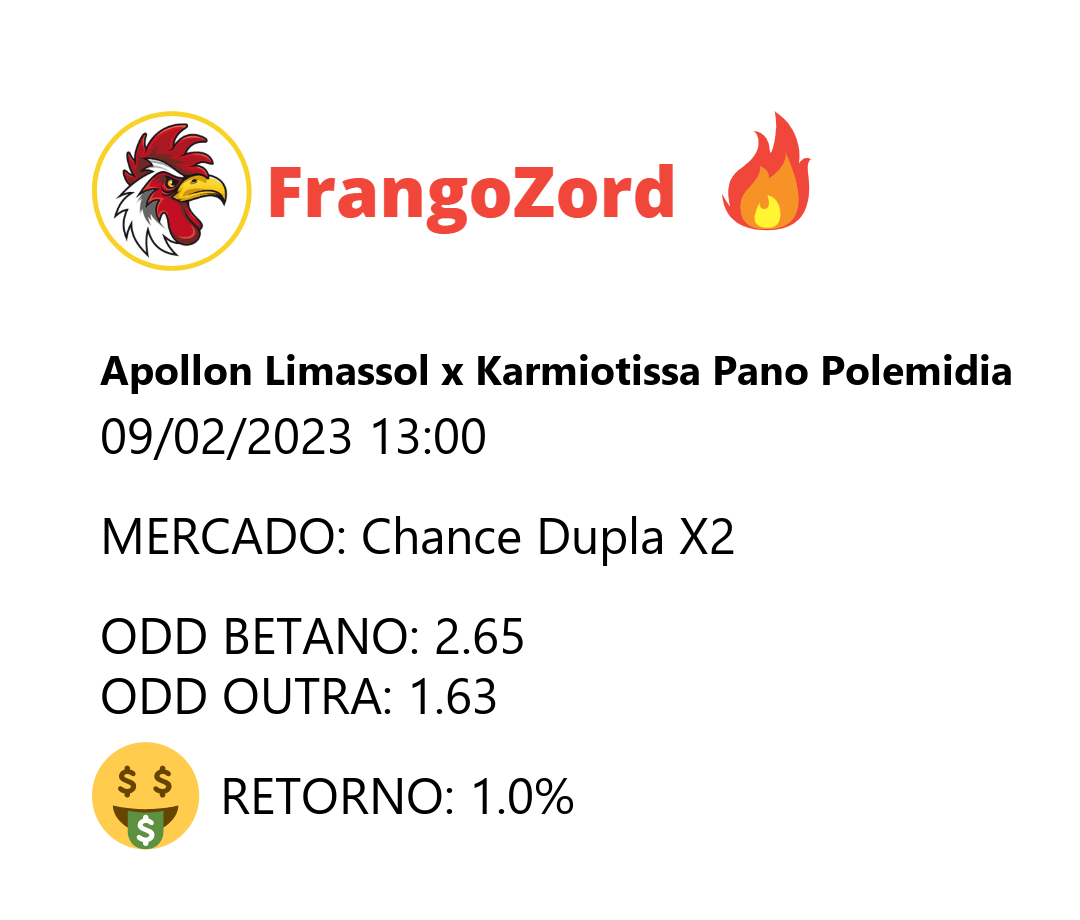 FrangoZord
Apollon Limassol x Karmiotissa Pano Polemidia
09/02/2023 13:00
MERCADO: Chance Dupla X2
ODD BETANO: 2.65
ODD OUTRA: 1.63
RETORNO: 1.0%